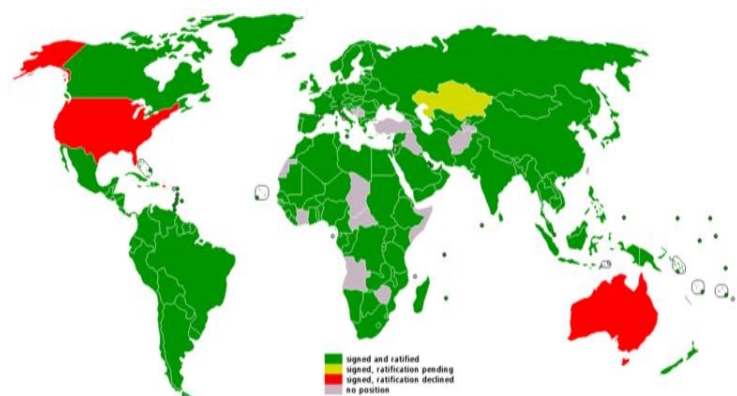 signed and ratified
signed, ratification pending
signed, ratification declined
no position